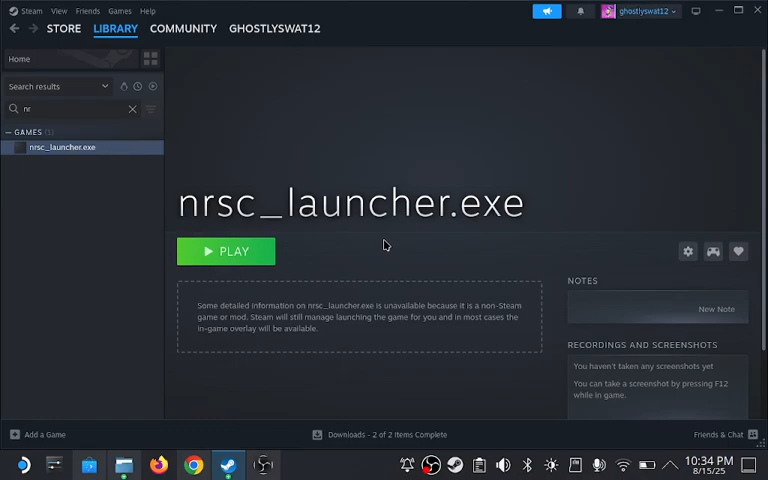 Steam View Friends Games Help
ghostlyswat12
STORE LIBRARY COMMUNITY GHOSTLYSWAT12
Home
Search results
nr
GAMES (1)
nrsc_launcher.exe
nrsc_launcher.exe
PLAY
Some detailed information on nrsc_launcher.exe is unavailable because it is a non-Steam
game or mod. Steam will still manage launching the game for you and in most cases the
in-game overlay will be available.
NOTES
New Note
RECORDINGS AND SCREENSHOTS
You haven't taken any screenshots yet
You can take a screenshot by pressing F12
while in game.
Add a Game
Downloads - 2 of 2 Items Complete
Friends & Chat
10:34 PM
8/15/25